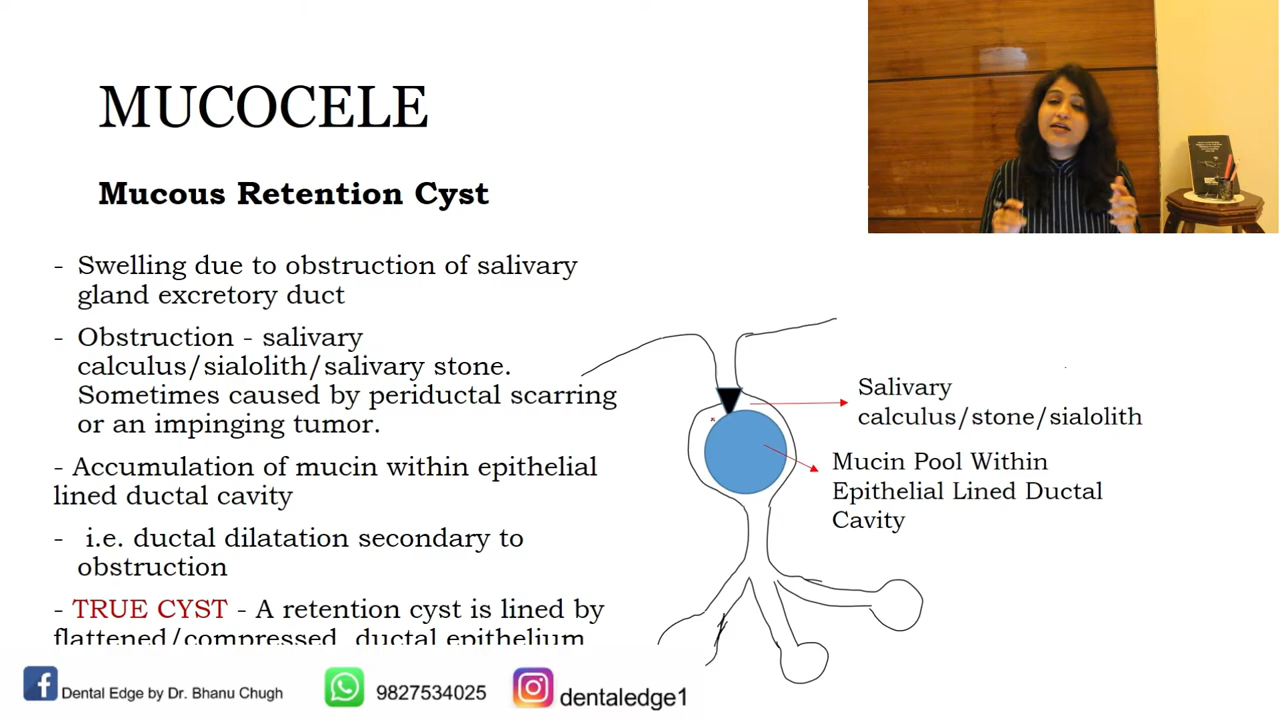 MUCOCELE
Mucous Retention Cyst
- Swelling due to obstruction of salivary
gland excretory duct
- Obstruction - salivary
calculus/sialolith/salivary stone.
Sometimes caused by periductal scarring
or an impinging tumor.
- Accumulation of mucin within epithelial
lined ductal cavity
- i.e. ductal dilatation secondary to
obstruction
- TRUE CYST - A retention cyst is lined by
flattened/compressed ductal epithelium
Salivary
calculus/stone/sialolith
Mucin Pool Within
Epithelial Lined Ductal
Cavity
Dental Edge by Dr. Bhanu Chugh
9827534025
dentaledge1